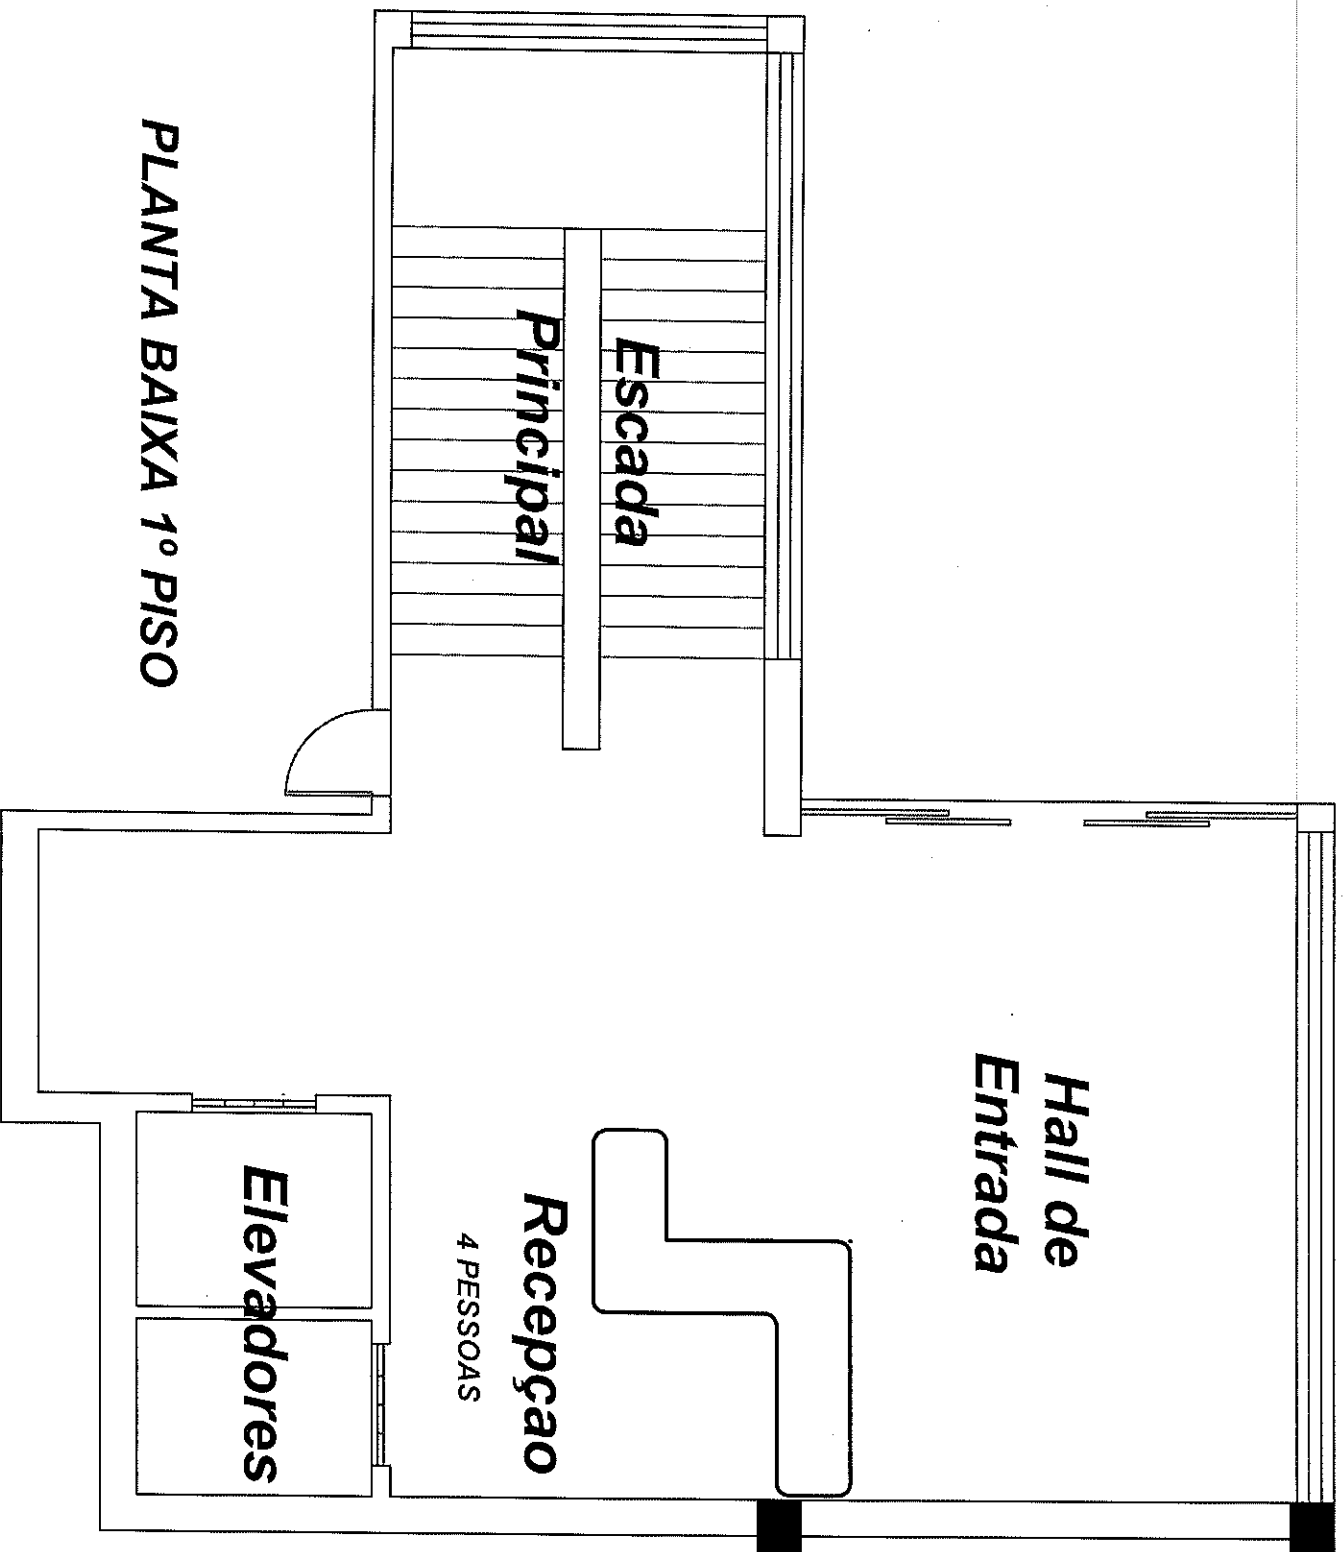 Escada
Principal
Hall de
Entrada
Recepçao
4 PESSOAS
Elevadores
PLANTA BAIXA 1º PISO